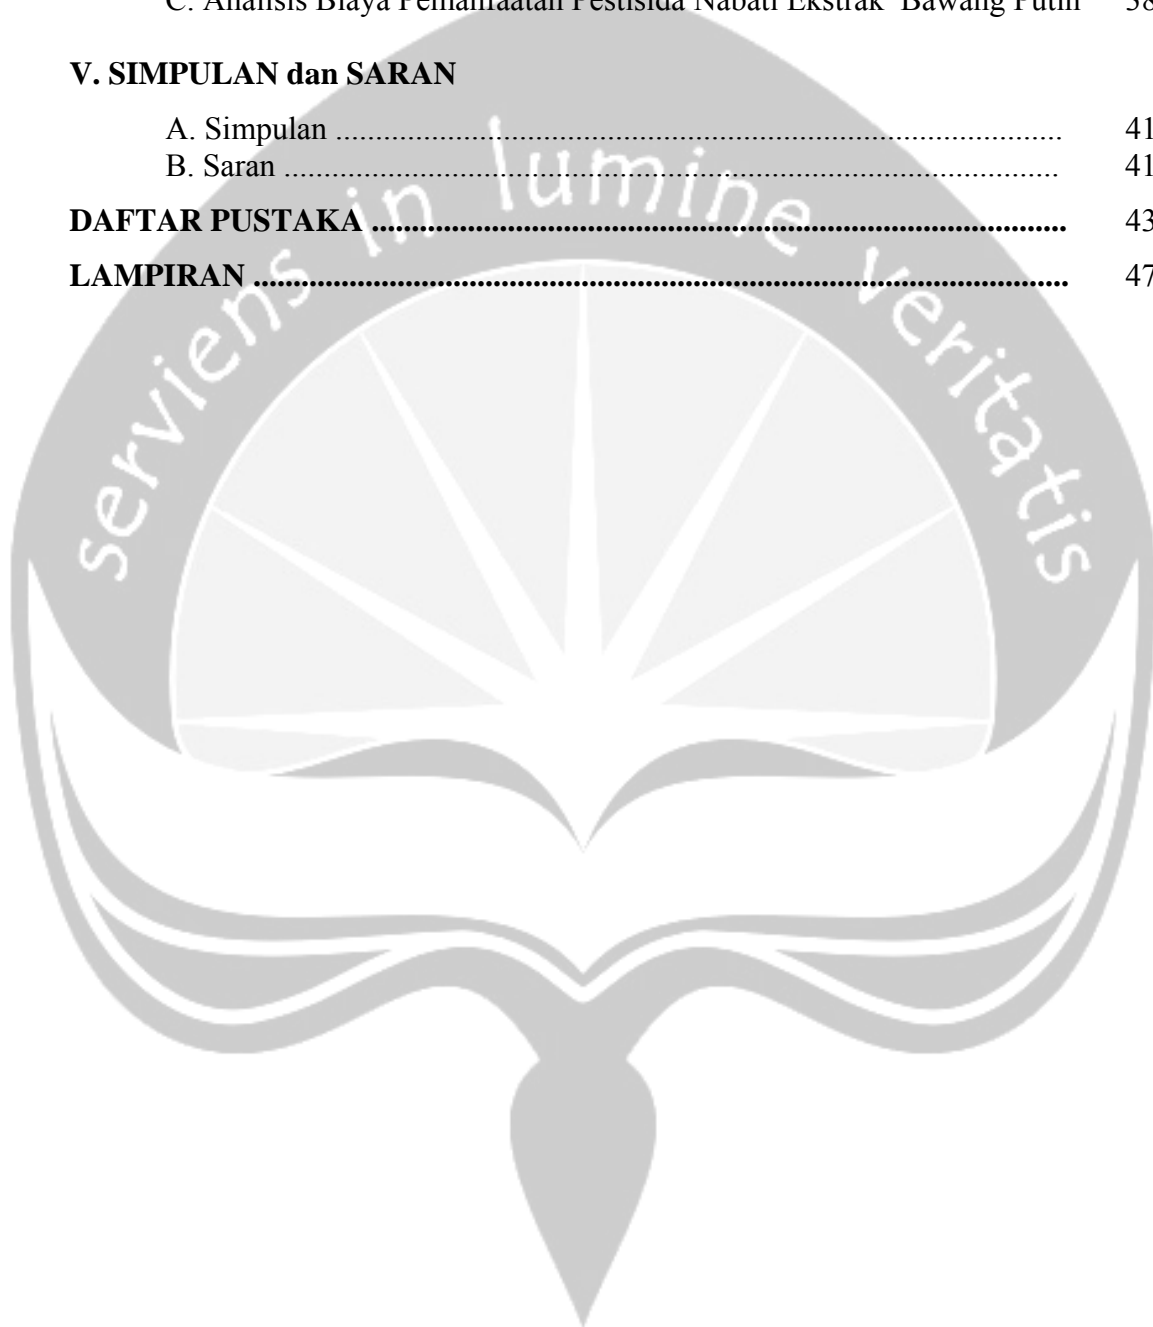 C. Analisis Biaya Pemanfaatan Pestisida Nabati Ekstrak Bawang Putih 38
V. SIMPULAN dan SARAN
A. Simpulan ........................................................................................... 41
B. Saran ................................................................................................. 41
DAFTAR PUSTAKA ....................................................................................... 43
LAMPIRAN ...................................................................................................... 47
serviens in lumine veritatis